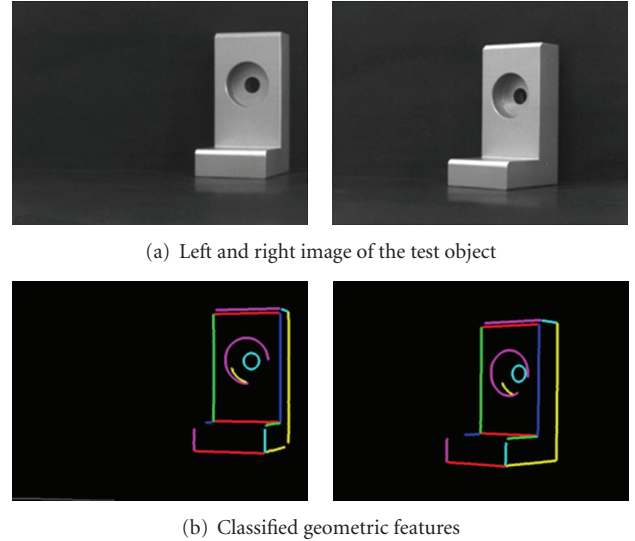 (a) Left and right image of the test object
(b) Classified geometric features